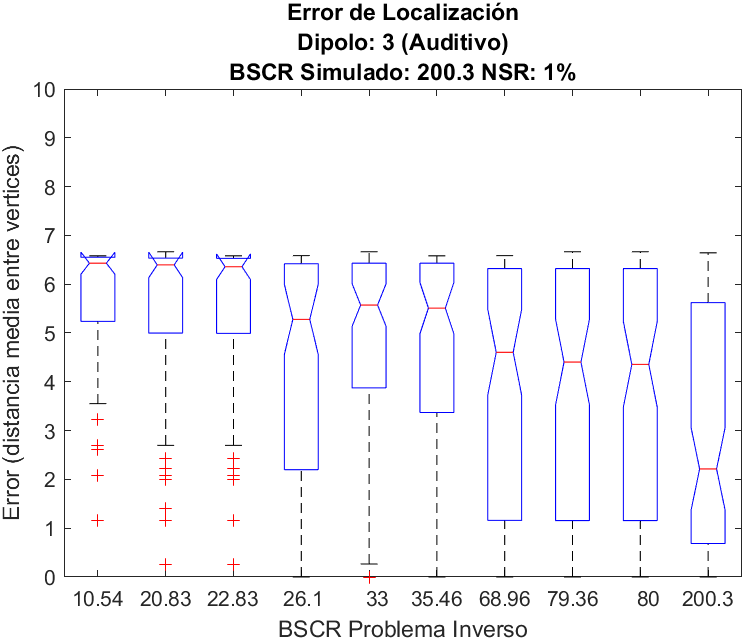 Error de Localización
Dipolo: 3 (Auditivo)
BSCR Simulado: 200.3 NSR: 1%
Error (distancia media entre vertices)
10
9
8
7
6
5
4
3
2
1
0
10.54 20.83 22.83 26.1 33 35.46 68.96 79.36 80 200.3
BSCR Problema Inverso